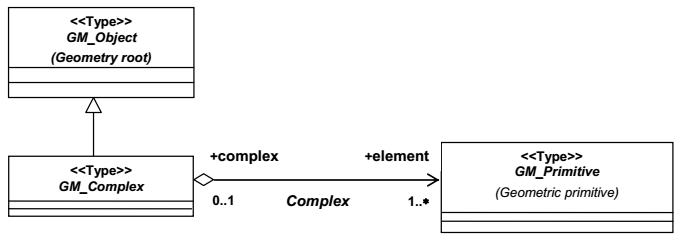 <<Type>>
GM_Object
(Geometry root)
<<Type>>
GM_Complex
+complex
+element
0..1
Complex
1..*
<<Type>>
GM_Primitive
(Geometric primitive)